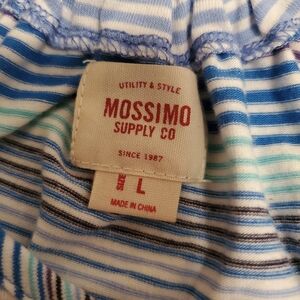 UTILITY & STYLE
MOSSIMO
SUPPLY CO
SINCE 1987
SIZE L
MADE IN CHINA